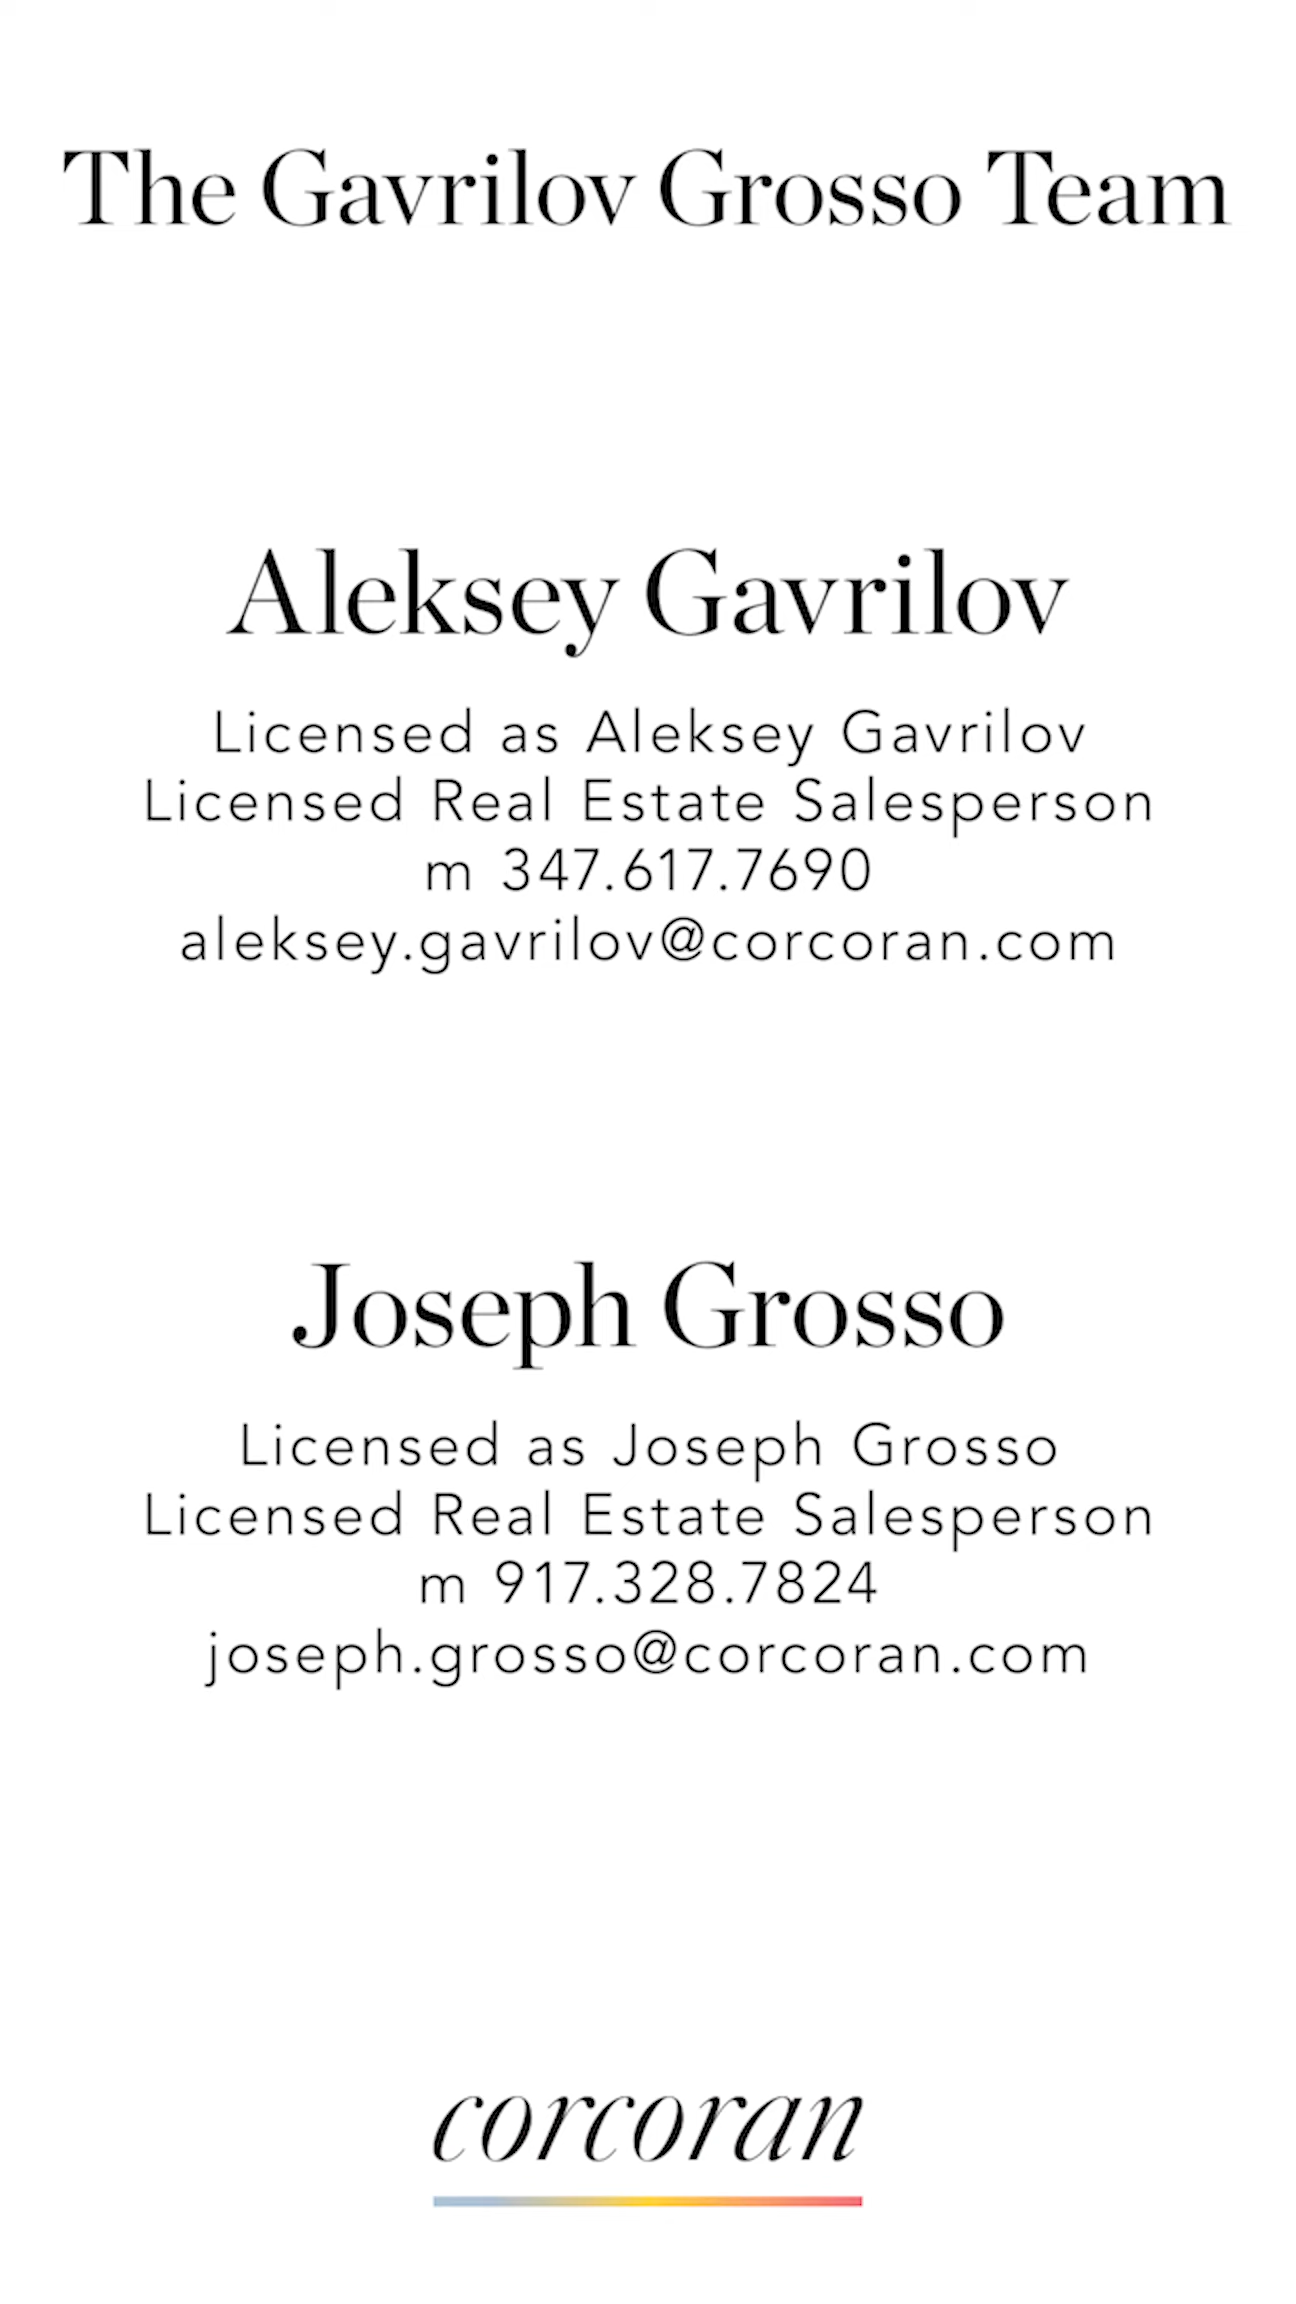 The Gavrilov Grosso Team
Aleksey Gavrilov
Licensed as Aleksey Gavrilov
Licensed Real Estate Salesperson
m 347.617.7690
aleksey.gavrilov@corcoran.com
Joseph Grosso
Licensed as Joseph Grosso
Licensed Real Estate Salesperson
m 917.328.7824
joseph.grosso@corcoran.com
corcoran